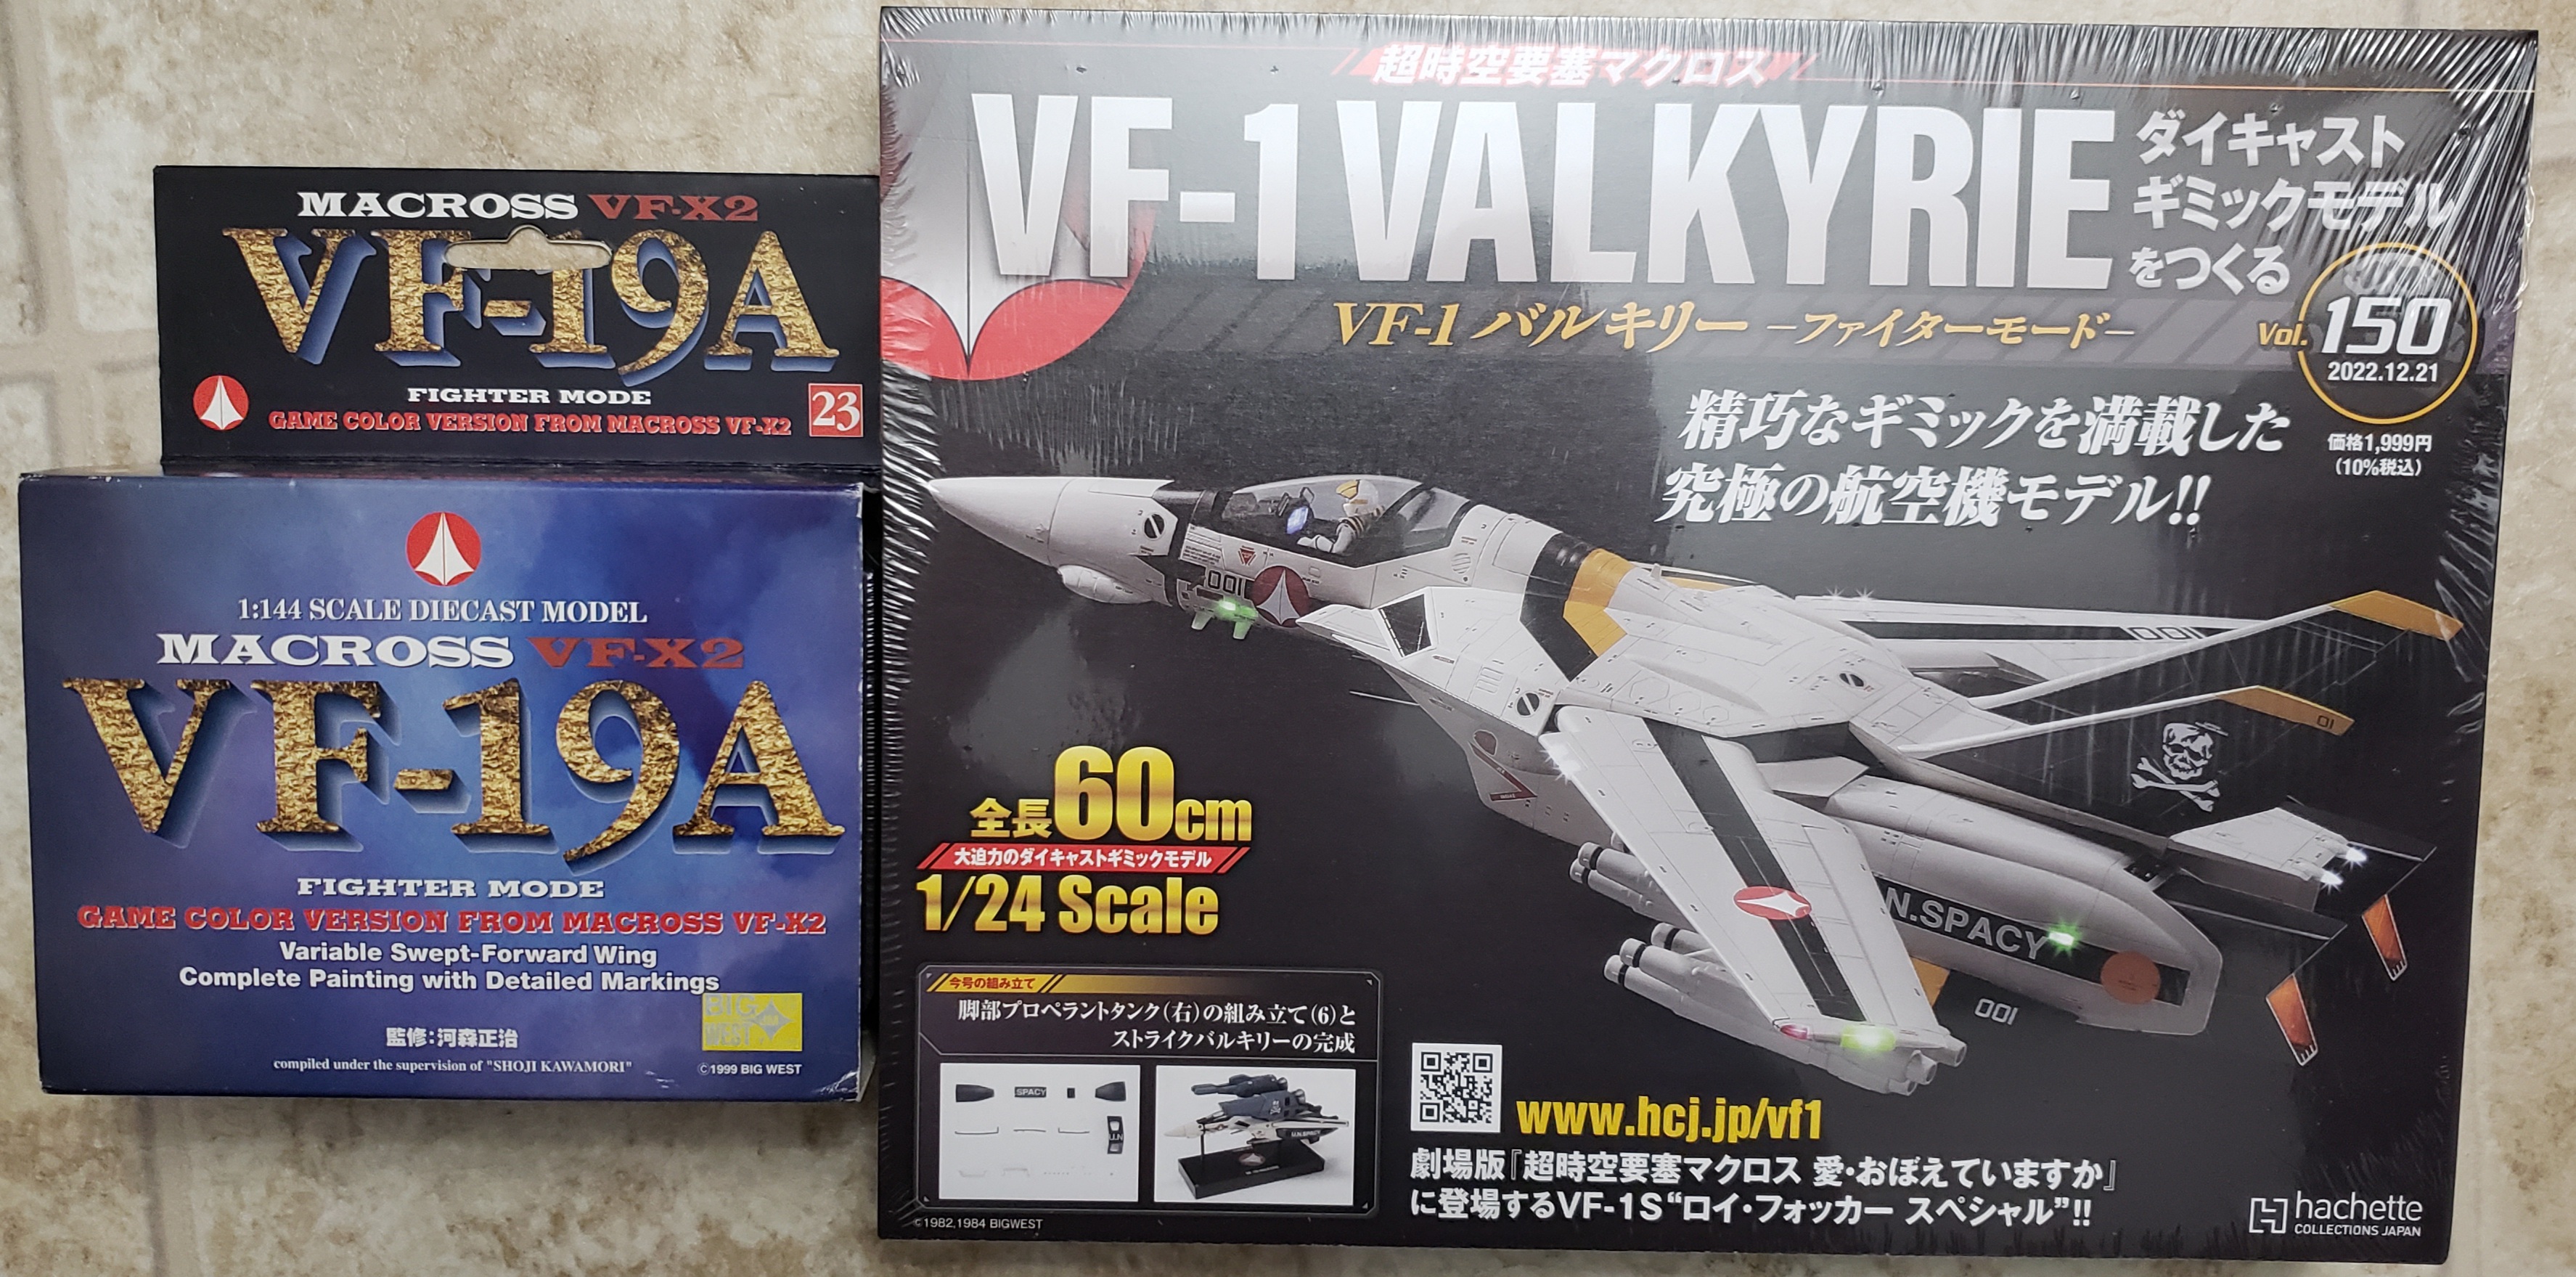 MACROSS VF-X2
VF-19A
FIGHTER MODE
GAME COLOR VERSION FROM MACROSS VF-X2
23
1:144 SCALE DIECAST MODEL
MACROSS VF-X2
VF-19A
FIGHTER MODE
GAME COLOR VERSION FROM MACROSS VF-X2
Variable Swept-Forward Wing
Complete Painting with Detailed Markings
BIG
WEST
監修:河森正治
compiled under the supervision of "SHOJI KAWAMORI"
©1999 BIG WEST
超時空要塞マクロス
VF-1 VALKYRIE
ダイキャスト
ギミックモデル
をつくる
VF-1 バルキリー −ファイターモード−
Vol. 150
2022.12.21
価格1,999円
(10%税込)
精巧なギミックを満載した
究極の航空機モデル!!
001
001
01
N.SPACY
001
全長60cm
大迫力のダイキャストギミックモデル
1/24 Scale
今号の組み立て
脚部プロペラントタンク(右)の組み立て(6)と
ストライクバルキリーの完成
SPACY
U.N
U.N.SPACY
www.hcj.jp/vf1
劇場版『超時空要塞マクロス 愛・おぼえていますか』
に登場するVF-1S“ロイ・フォッカー スペシャル”!!
©1982,1984 BIGWEST
hachette
COLLECTIONS JAPAN